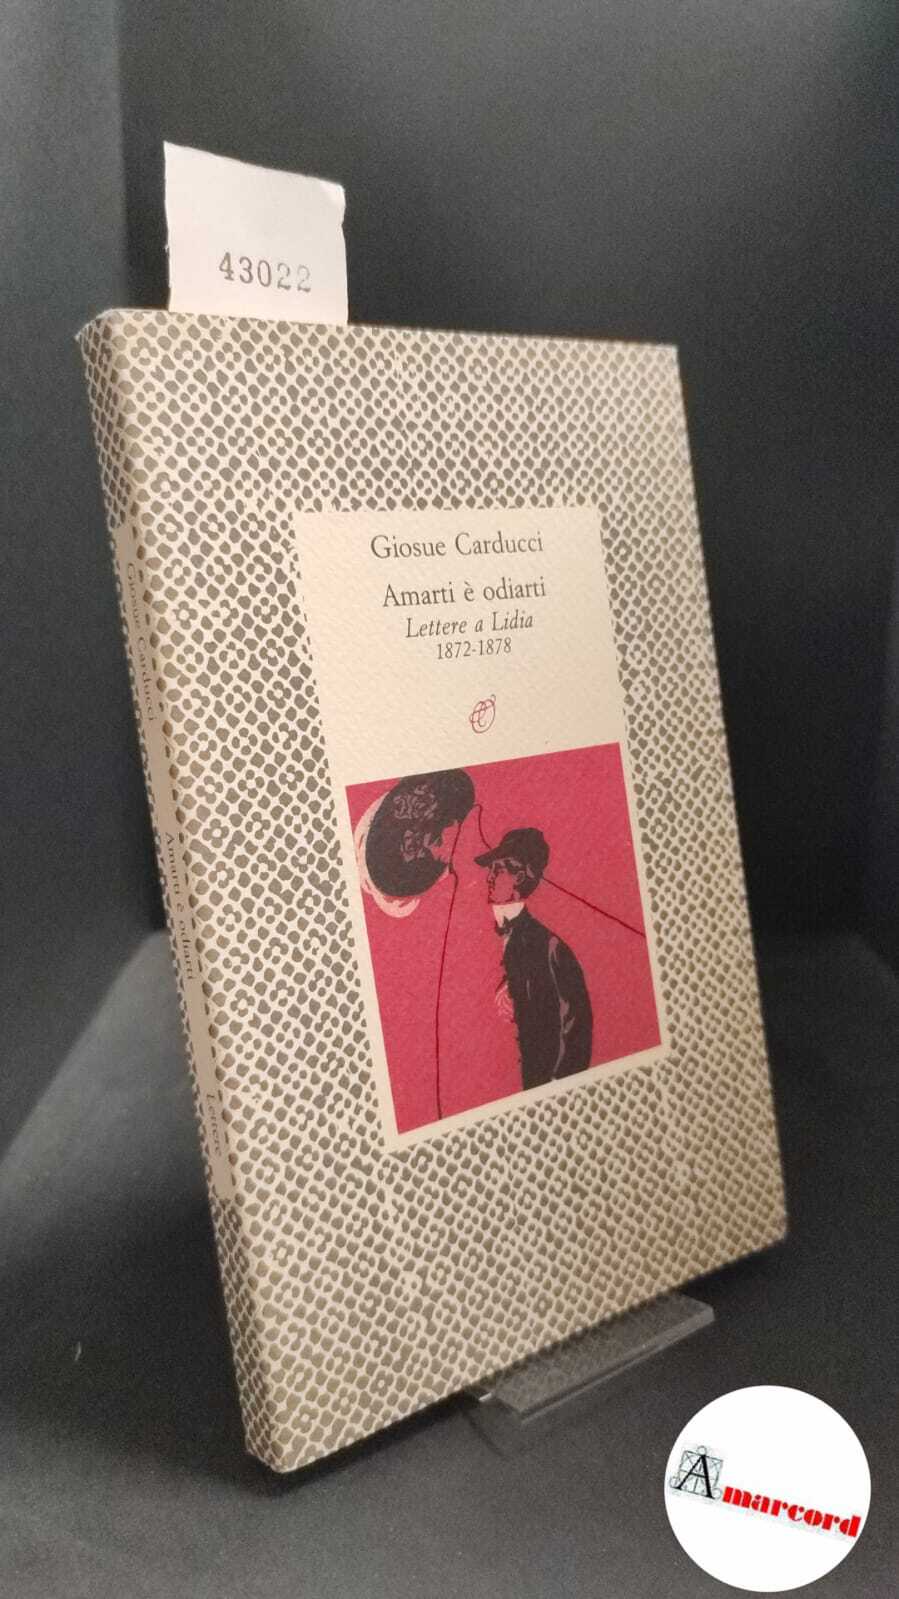 43022
Giosue Carducci
Amarti è odiarti
Lettere a Lidia
1872-1878
Giosue Carducci Amarti è odiarti Lettere
Amarcord